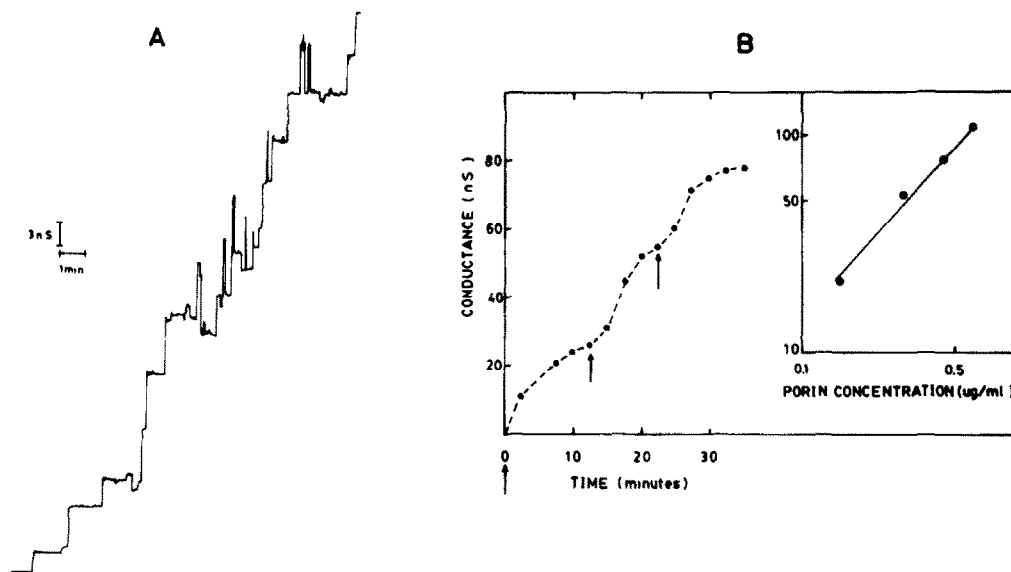 A
3nS
1min
B
CONDUCTANCE (nS)
80
60
40
20
0
10
20
30
TIME (minutes)
100
50
10
0.1
0.5
PORIN CONCENTRATION (ug/ml)